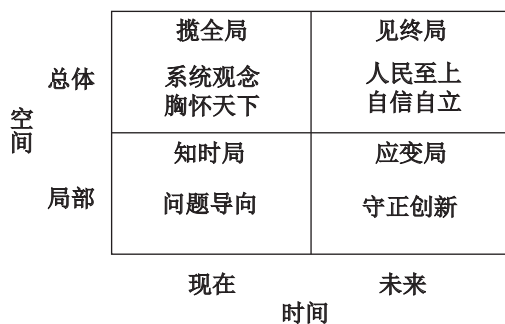 揽全局
见终局
总体
系统观念
胸怀天下
人民至上
自信自立
空间
知时局
应变局
局部
问题导向
守正创新
现在
未来
时间